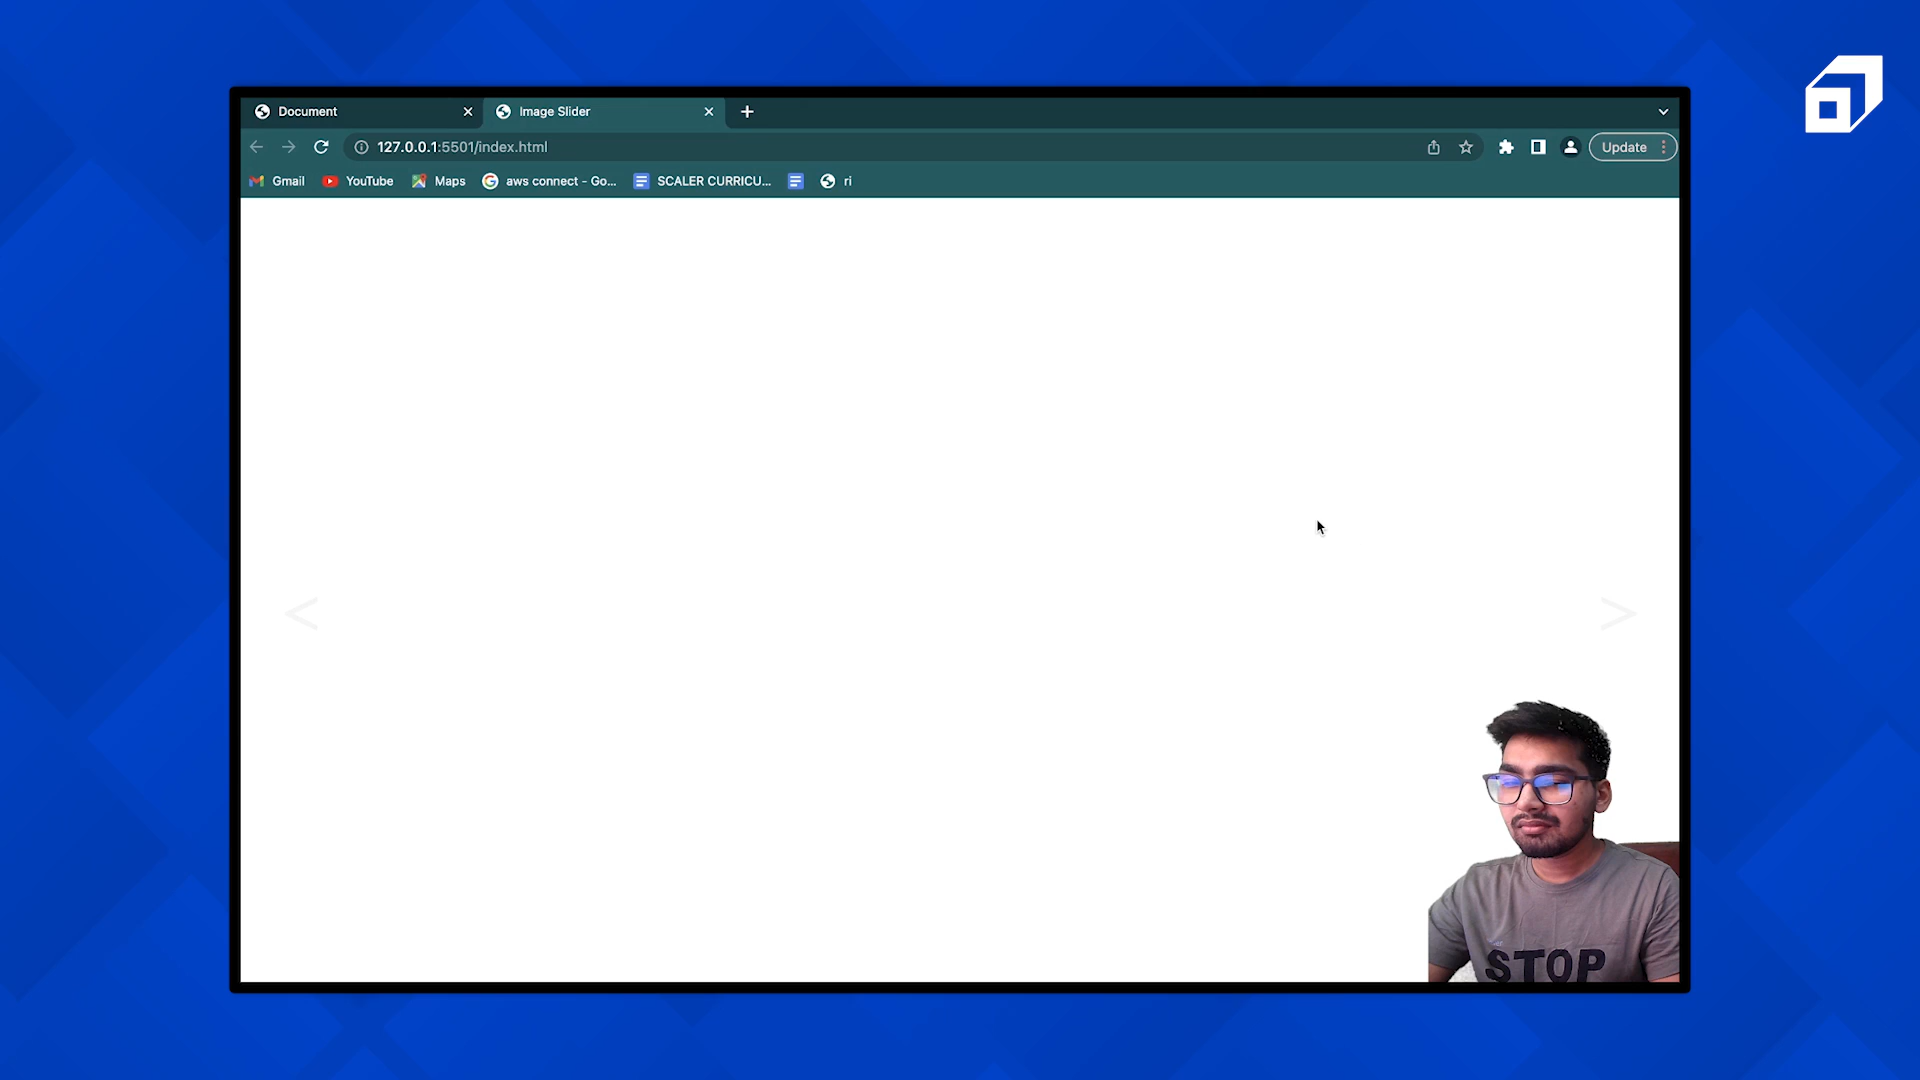 Document
Image Slider
127.0.0.1:5501/index.html
Update
Gmail
YouTube
Maps
aws connect - Go...
SCALER CURRICU...
ri
<
>
STOP